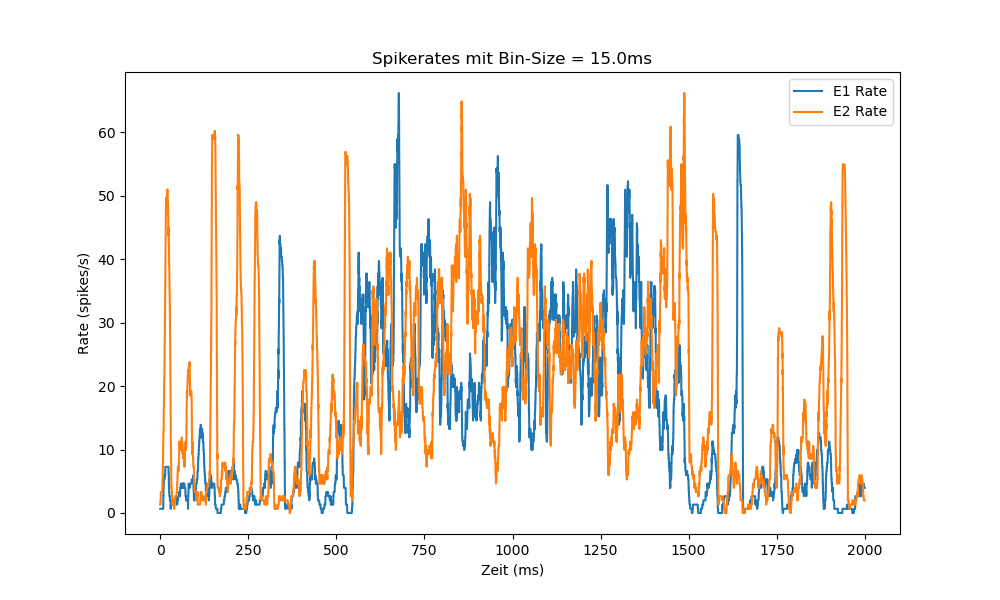 Spikerates mit Bin-Size = 15.0ms
E1 Rate
E2 Rate
Rate (spikes/s)
60
50
40
30
20
10
0
0 250 500 750 1000 1250 1500 1750 2000
Zeit (ms)